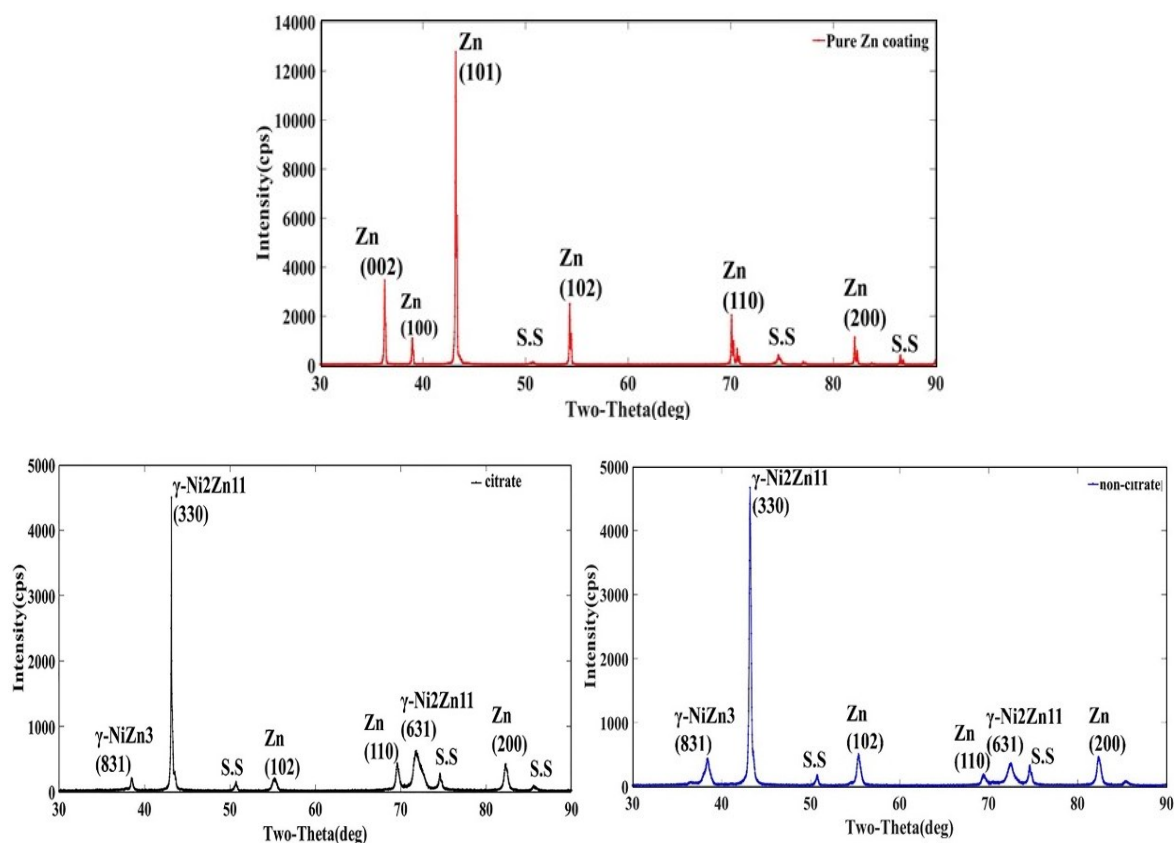 14000
12000
10000
8000
6000
4000
2000
0
Intensity(cps)
Pure Zn coating
Zn
(101)
Zn
(002)
Zn
(100)
S.S
Zn
(102)
Zn
(110)
S.S
Zn
(200)
S.S
30 40 50 60 70 80 90
Two-Theta(deg)
5000
4000
3000
2000
1000
0
Intensity(cps)
citrate
γ-Ni2Zn11
(330)
γ-NiZn3
(831)
S.S
Zn
(102)
Zn
(110)
γ-Ni2Zn11
(631)
S.S
Zn
(200)
S.S
30 40 50 60 70 80 90
Two-Theta(deg)
5000
4000
3000
2000
1000
0
Intensity(cps)
non-citrate
γ-Ni2Zn11
(330)
γ-NiZn3
(831)
S.S
Zn
(102)
Zn
(110)
γ-Ni2Zn11
(631)
S.S
Zn
(200)
30 40 50 60 70 80 90
Two-Theta(deg)